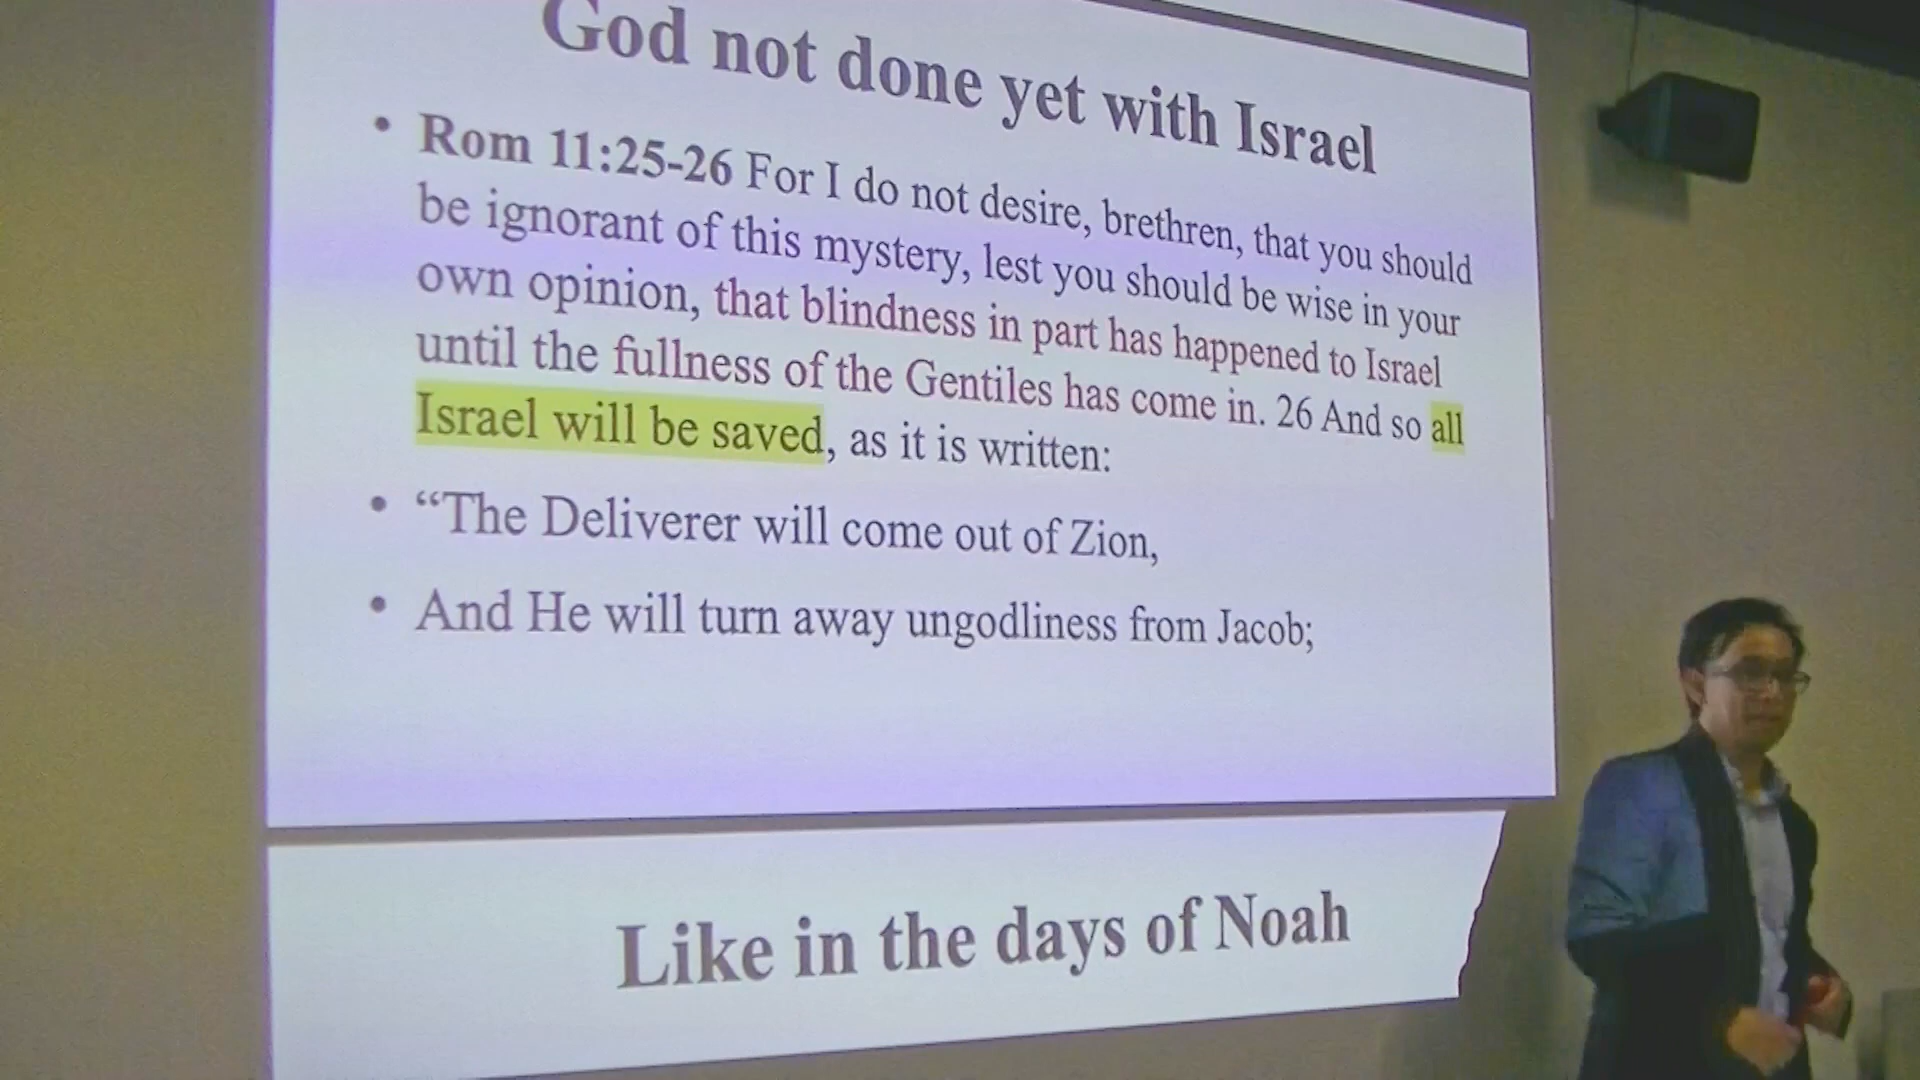 God not done yet with Israel
• Rom 11:25-26 For I do not desire, brethren, that you should
be ignorant of this mystery, lest you should be wise in your
own opinion, that blindness in part has happened to Israel
until the fullness of the Gentiles has come in. 26 And so all
Israel will be saved, as it is written:
• “The Deliverer will come out of Zion,
• And He will turn away ungodliness from Jacob;
Like in the days of Noah